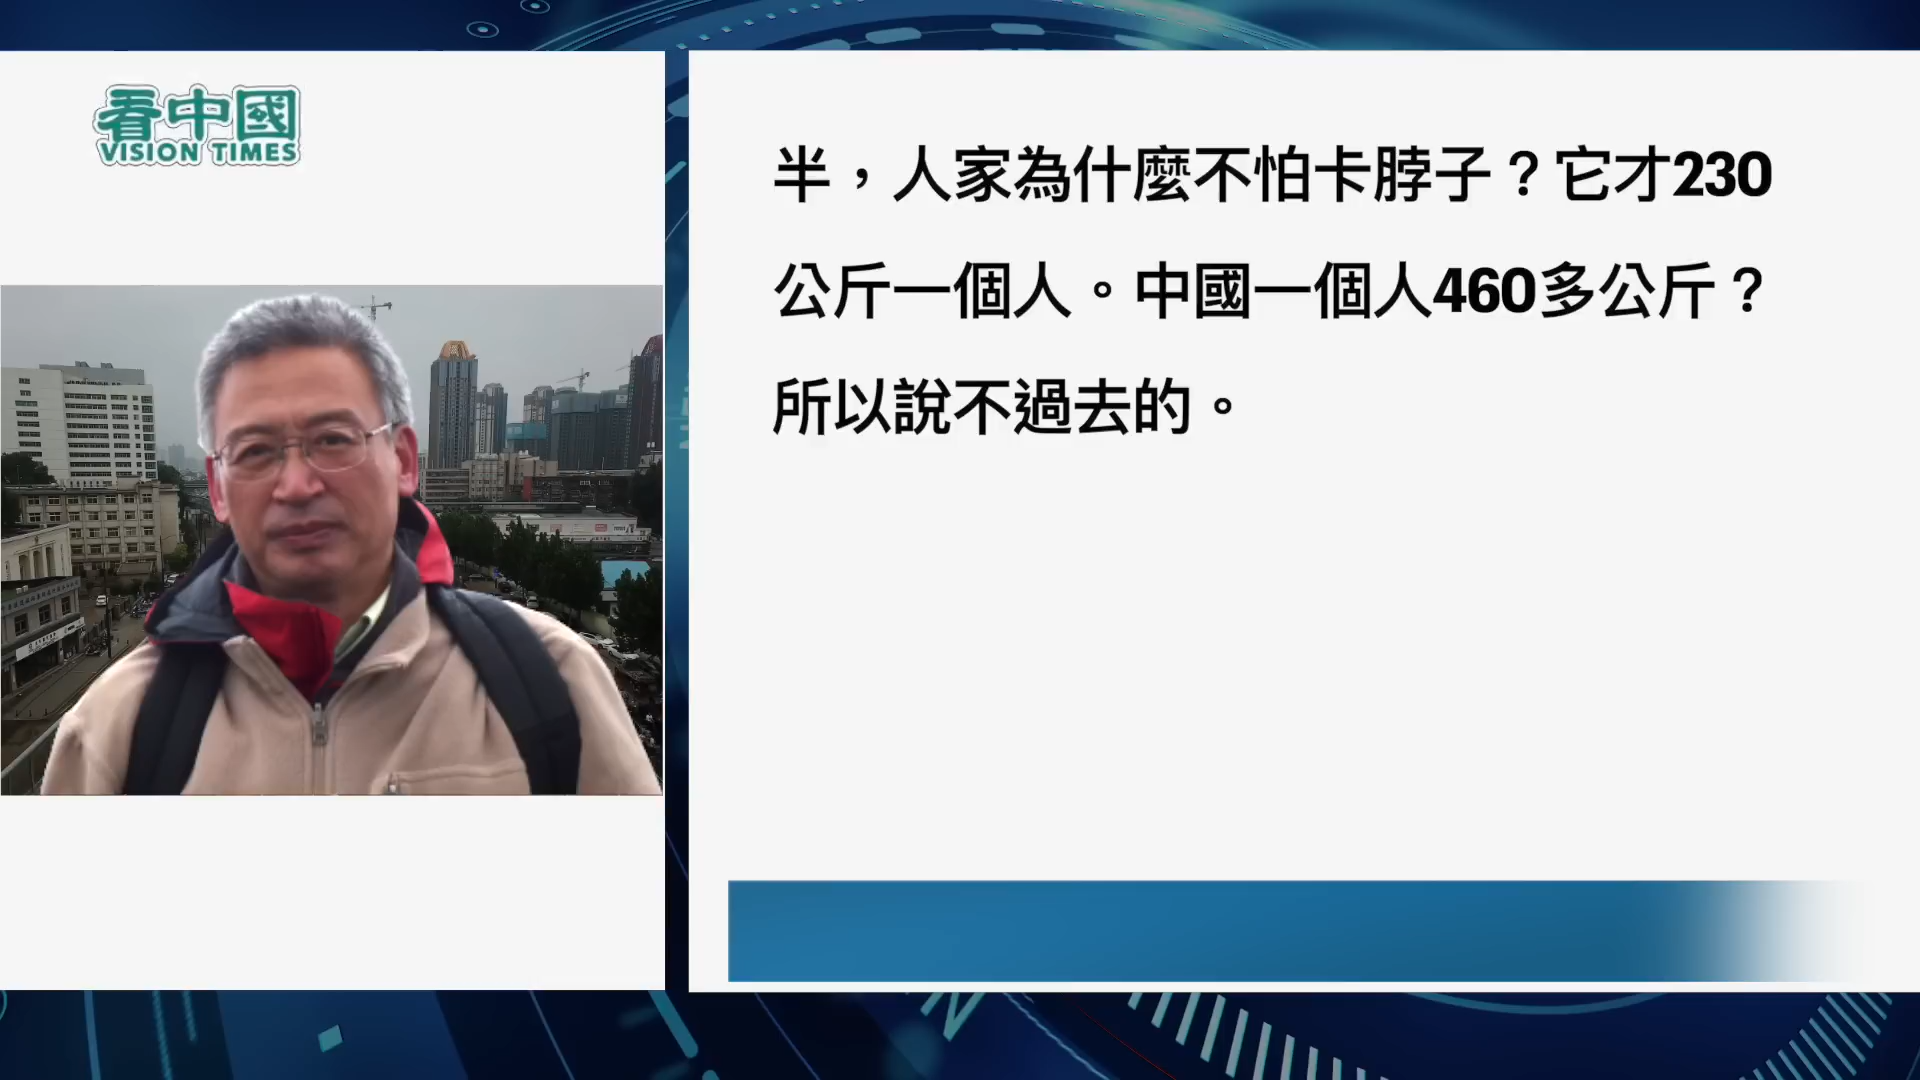 看中國
VISION TIMES
半，人家為什麼不怕卡脖子？它才230
公斤一個人。中國一個人460多公斤？
所以說不過去的。